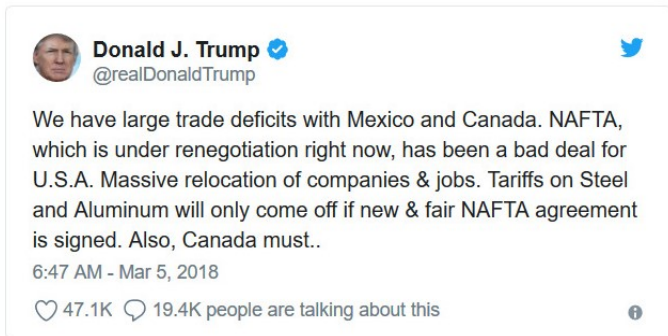 Donald J. Trump
@realDonaldTrump
We have large trade deficits with Mexico and Canada. NAFTA,
which is under renegotiation right now, has been a bad deal for
U.S.A. Massive relocation of companies & jobs. Tariffs on Steel
and Aluminum will only come off if new & fair NAFTA agreement
is signed. Also, Canada must..
6:47 AM - Mar 5, 2018
47.1K 19.4K people are talking about this